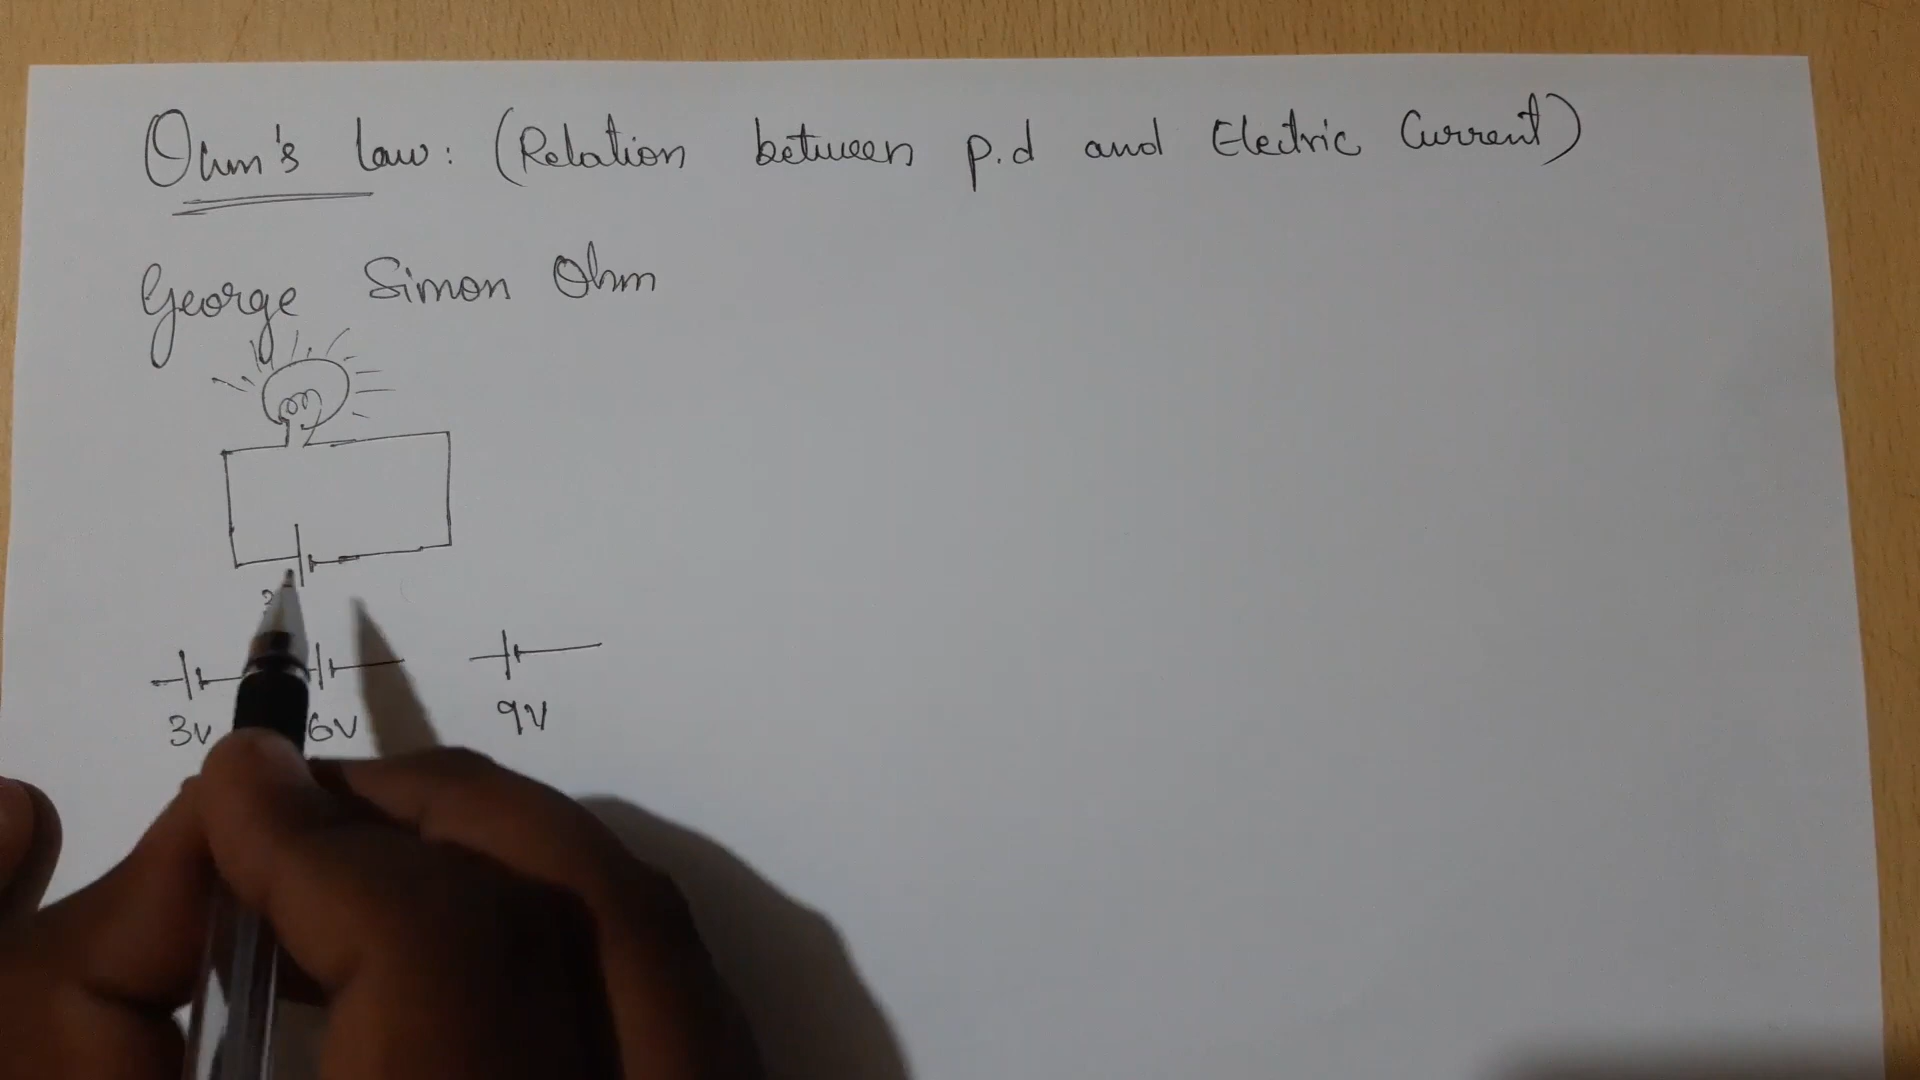 Ohm's Law: (Relation between p.d and Electric Current)
George Simon Ohm
3v 6v 9v